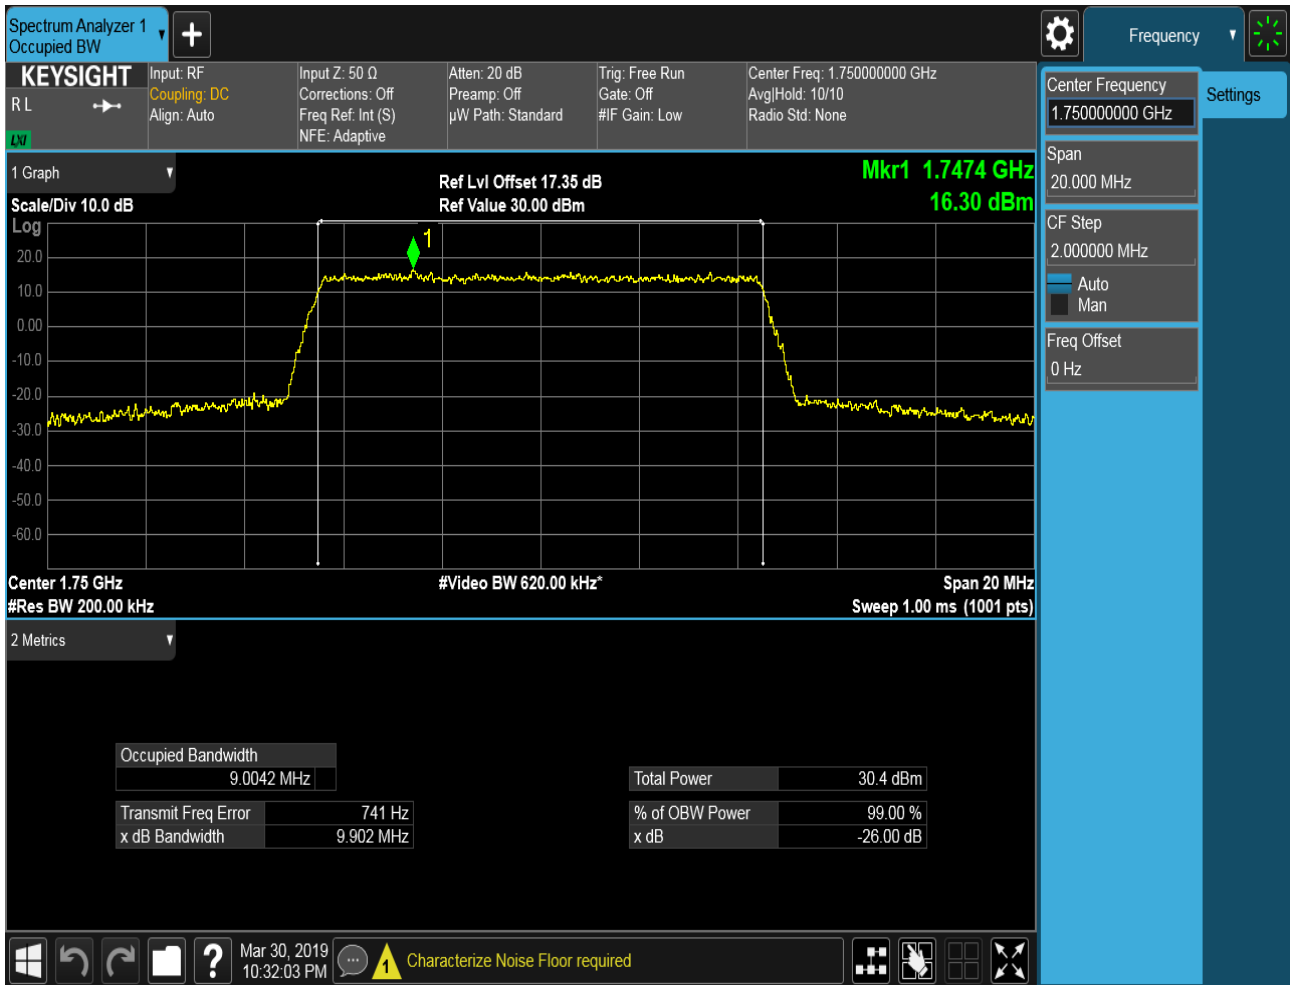 Spectrum Analyzer 1
Occupied BW
Frequency
KEYSIGHT
R L
LXI
Input: RF
Coupling: DC
Align: Auto
Input Z: 50 Ω
Corrections: Off
Freq Ref: Int (S)
NFE: Adaptive
Atten: 20 dB
Preamp: Off
µW Path: Standard
Trig: Free Run
Gate: Off
#IF Gain: Low
Center Freq: 1.750000000 GHz
Avg|Hold: 10/10
Radio Std: None
Center Frequency
1.750000000 GHz
Settings
Span
20.000 MHz
CF Step
2.000000 MHz
Auto
Man
Freq Offset
0 Hz
1 Graph
Scale/Div 10.0 dB
Ref Lvl Offset 17.35 dB
Ref Value 30.00 dBm
Mkr1 1.7474 GHz
16.30 dBm
Log
1
20.0
10.0
0.00
-10.0
-20.0
-30.0
-40.0
-50.0
-60.0
Center 1.75 GHz
#Video BW 620.00 kHz*
Span 20 MHz
#Res BW 200.00 kHz
Sweep 1.00 ms (1001 pts)
2 Metrics
Occupied Bandwidth
9.0042 MHz
Total Power 30.4 dBm
Transmit Freq Error 741 Hz
% of OBW Power 99.00 %
x dB Bandwidth 9.902 MHz
x dB -26.00 dB
?
Mar 30, 2019
10:32:03 PM
1
Characterize Noise Floor required